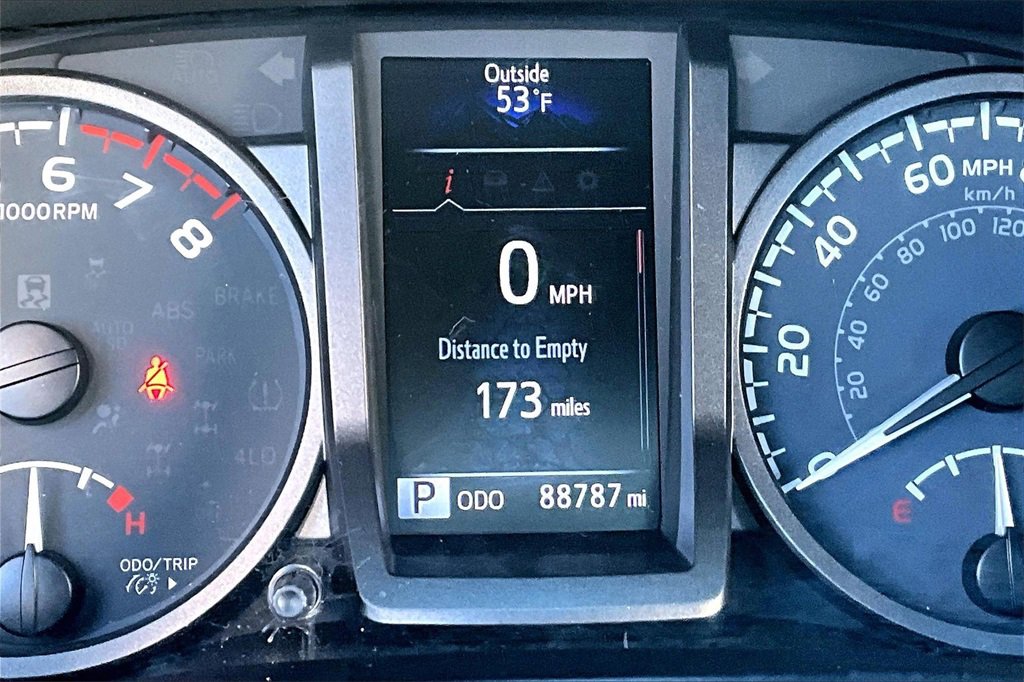 Outside
53°F
i
0 MPH
Distance to Empty
173 miles
P ODO 88787 mi
6
7
8
1000RPM
BRAKE
ABS
AUTO
PARK
4LO
H
ODO/TRIP
60 MPH
km/h
40
20
0
120
100
80
60
40
20
E